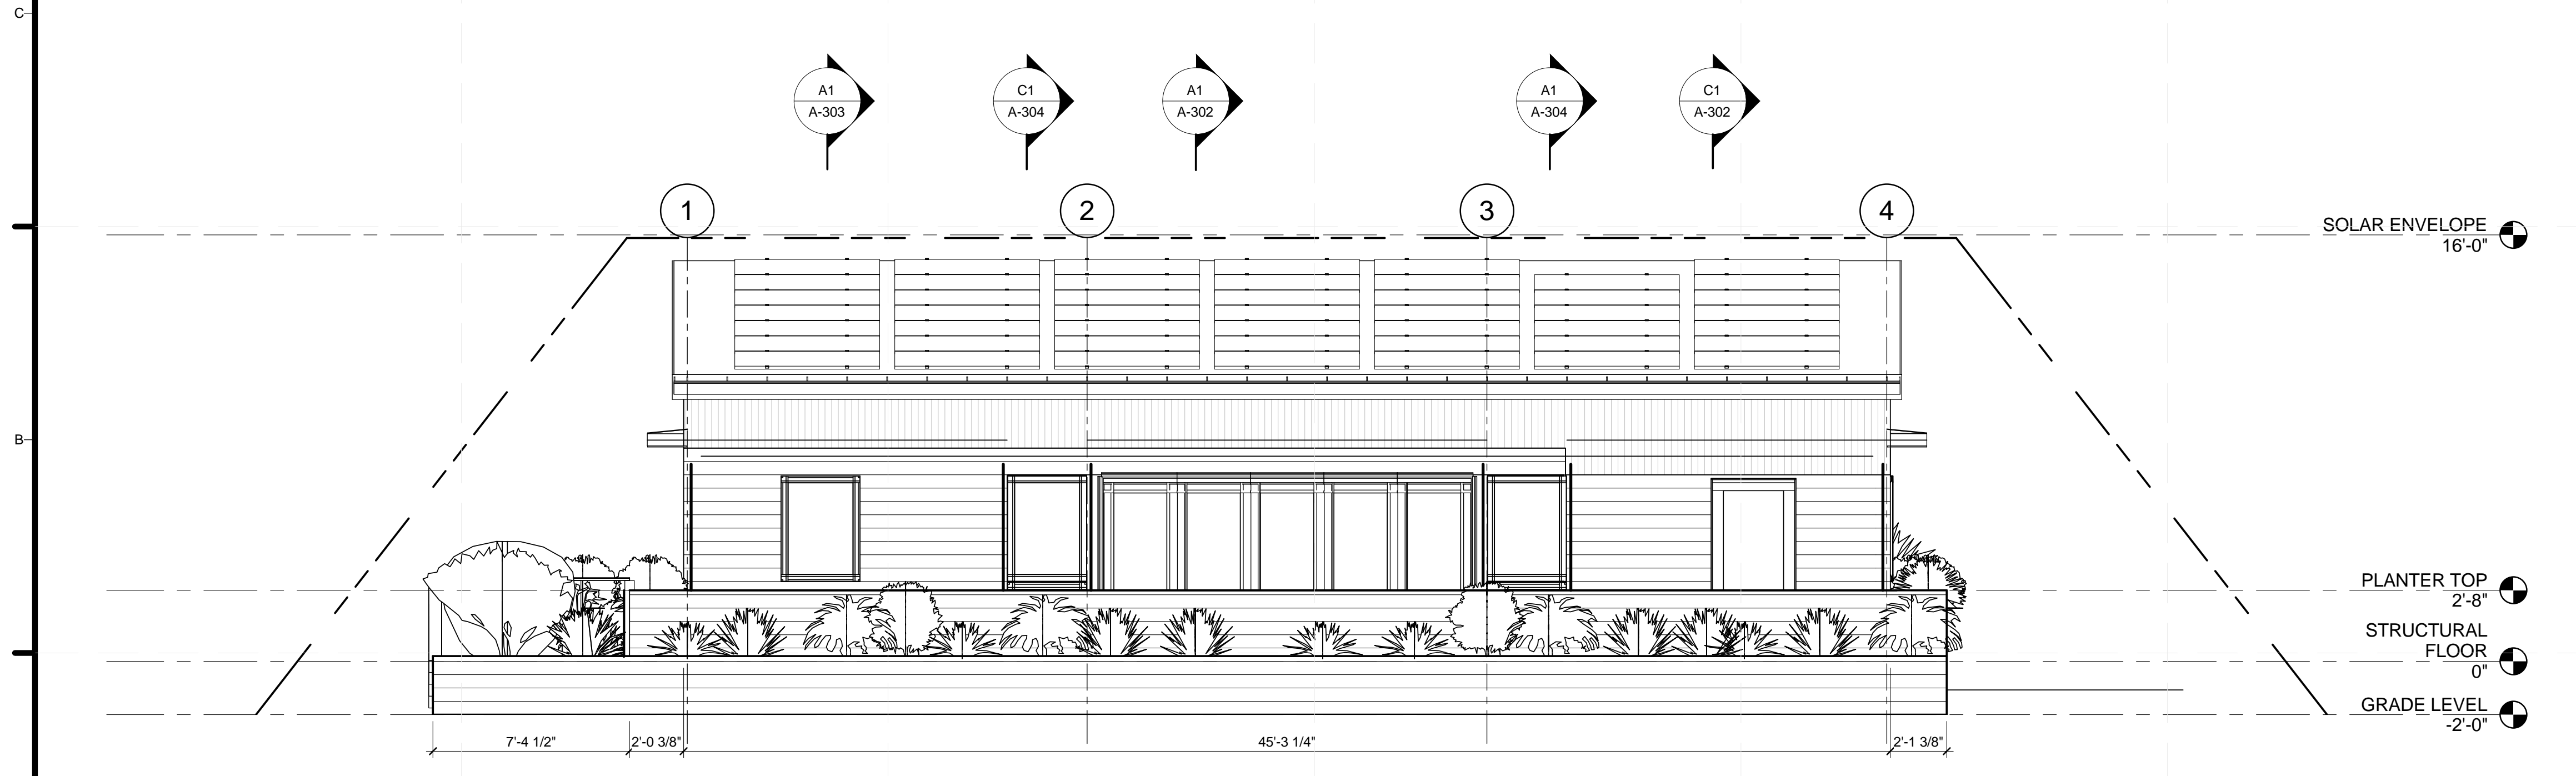 C
A1
A-303
C1
A-304
A1
A-302
A1
A-304
C1
A-302
1
2
3
4
SOLAR ENVELOPE
16'-0"
B
PLANTER TOP
2'-8"
STRUCTURAL
FLOOR
0"
GRADE LEVEL
-2'-0"
7'-4 1/2"
2'-0 3/8"
45'-3 1/4"
2'-1 3/8"